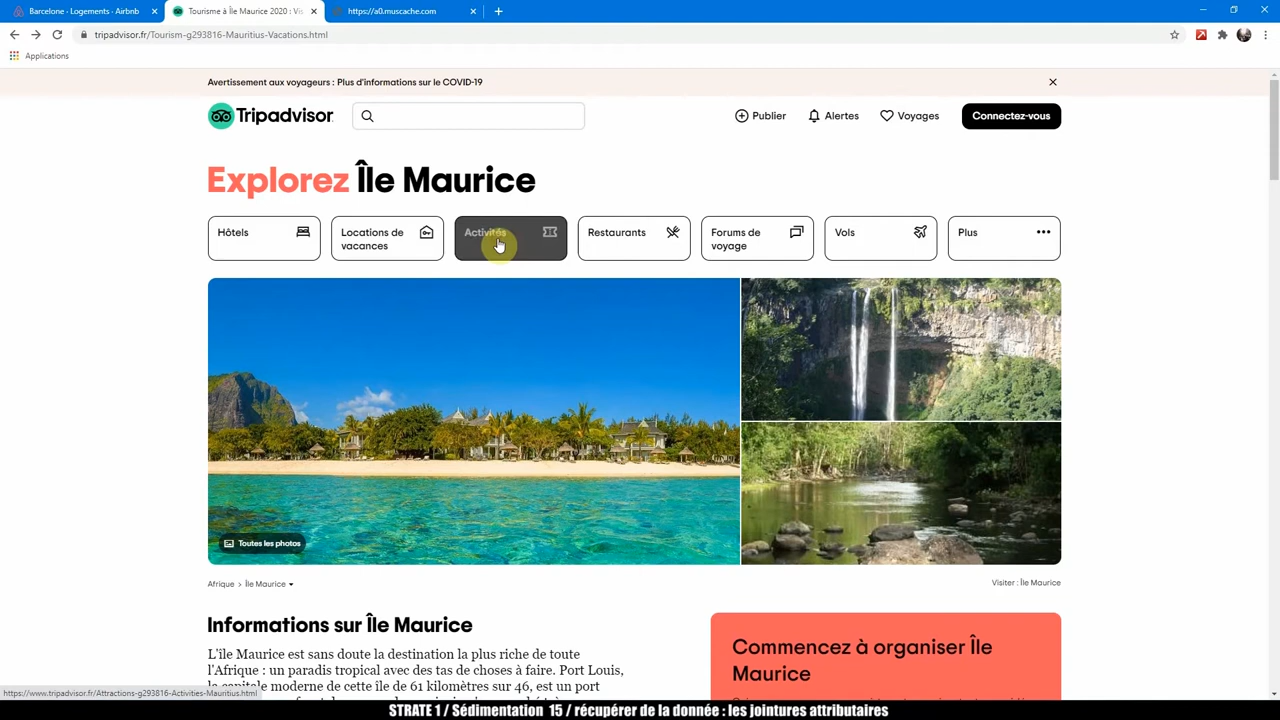 Barcelone - Logements - Airbnb
Tourisme à Île Maurice 2020 : Vis
https://a0.muscache.com
tripadvisor.fr/Tourism-g293816-Mauritius-Vacations.html
Applications
Avertissement aux voyageurs : Plus d'informations sur le COVID-19
Tripadvisor
Publier
Alertes
Voyages
Connectez-vous
Explorez Île Maurice
Hôtels
Locations de vacances
Activités
Restaurants
Forums de voyage
Vols
Plus
Toutes les photos
Afrique > Île Maurice
Visiter : Île Maurice
Informations sur Île Maurice
L'île Maurice est sans doute la destination la plus riche de toute
l'Afrique : un paradis tropical avec des tas de choses à faire. Port Louis,
la capitale moderne de cette île de 61 kilomètres sur 46, est un port
Commencez à organiser Île
Maurice
https://www.tripadvisor.fr/Attractions-g293816-Activities-Mauritius.html
STRATE 1 / Sédimentation 15 / récupérer de la donnée : les jointures attributaires